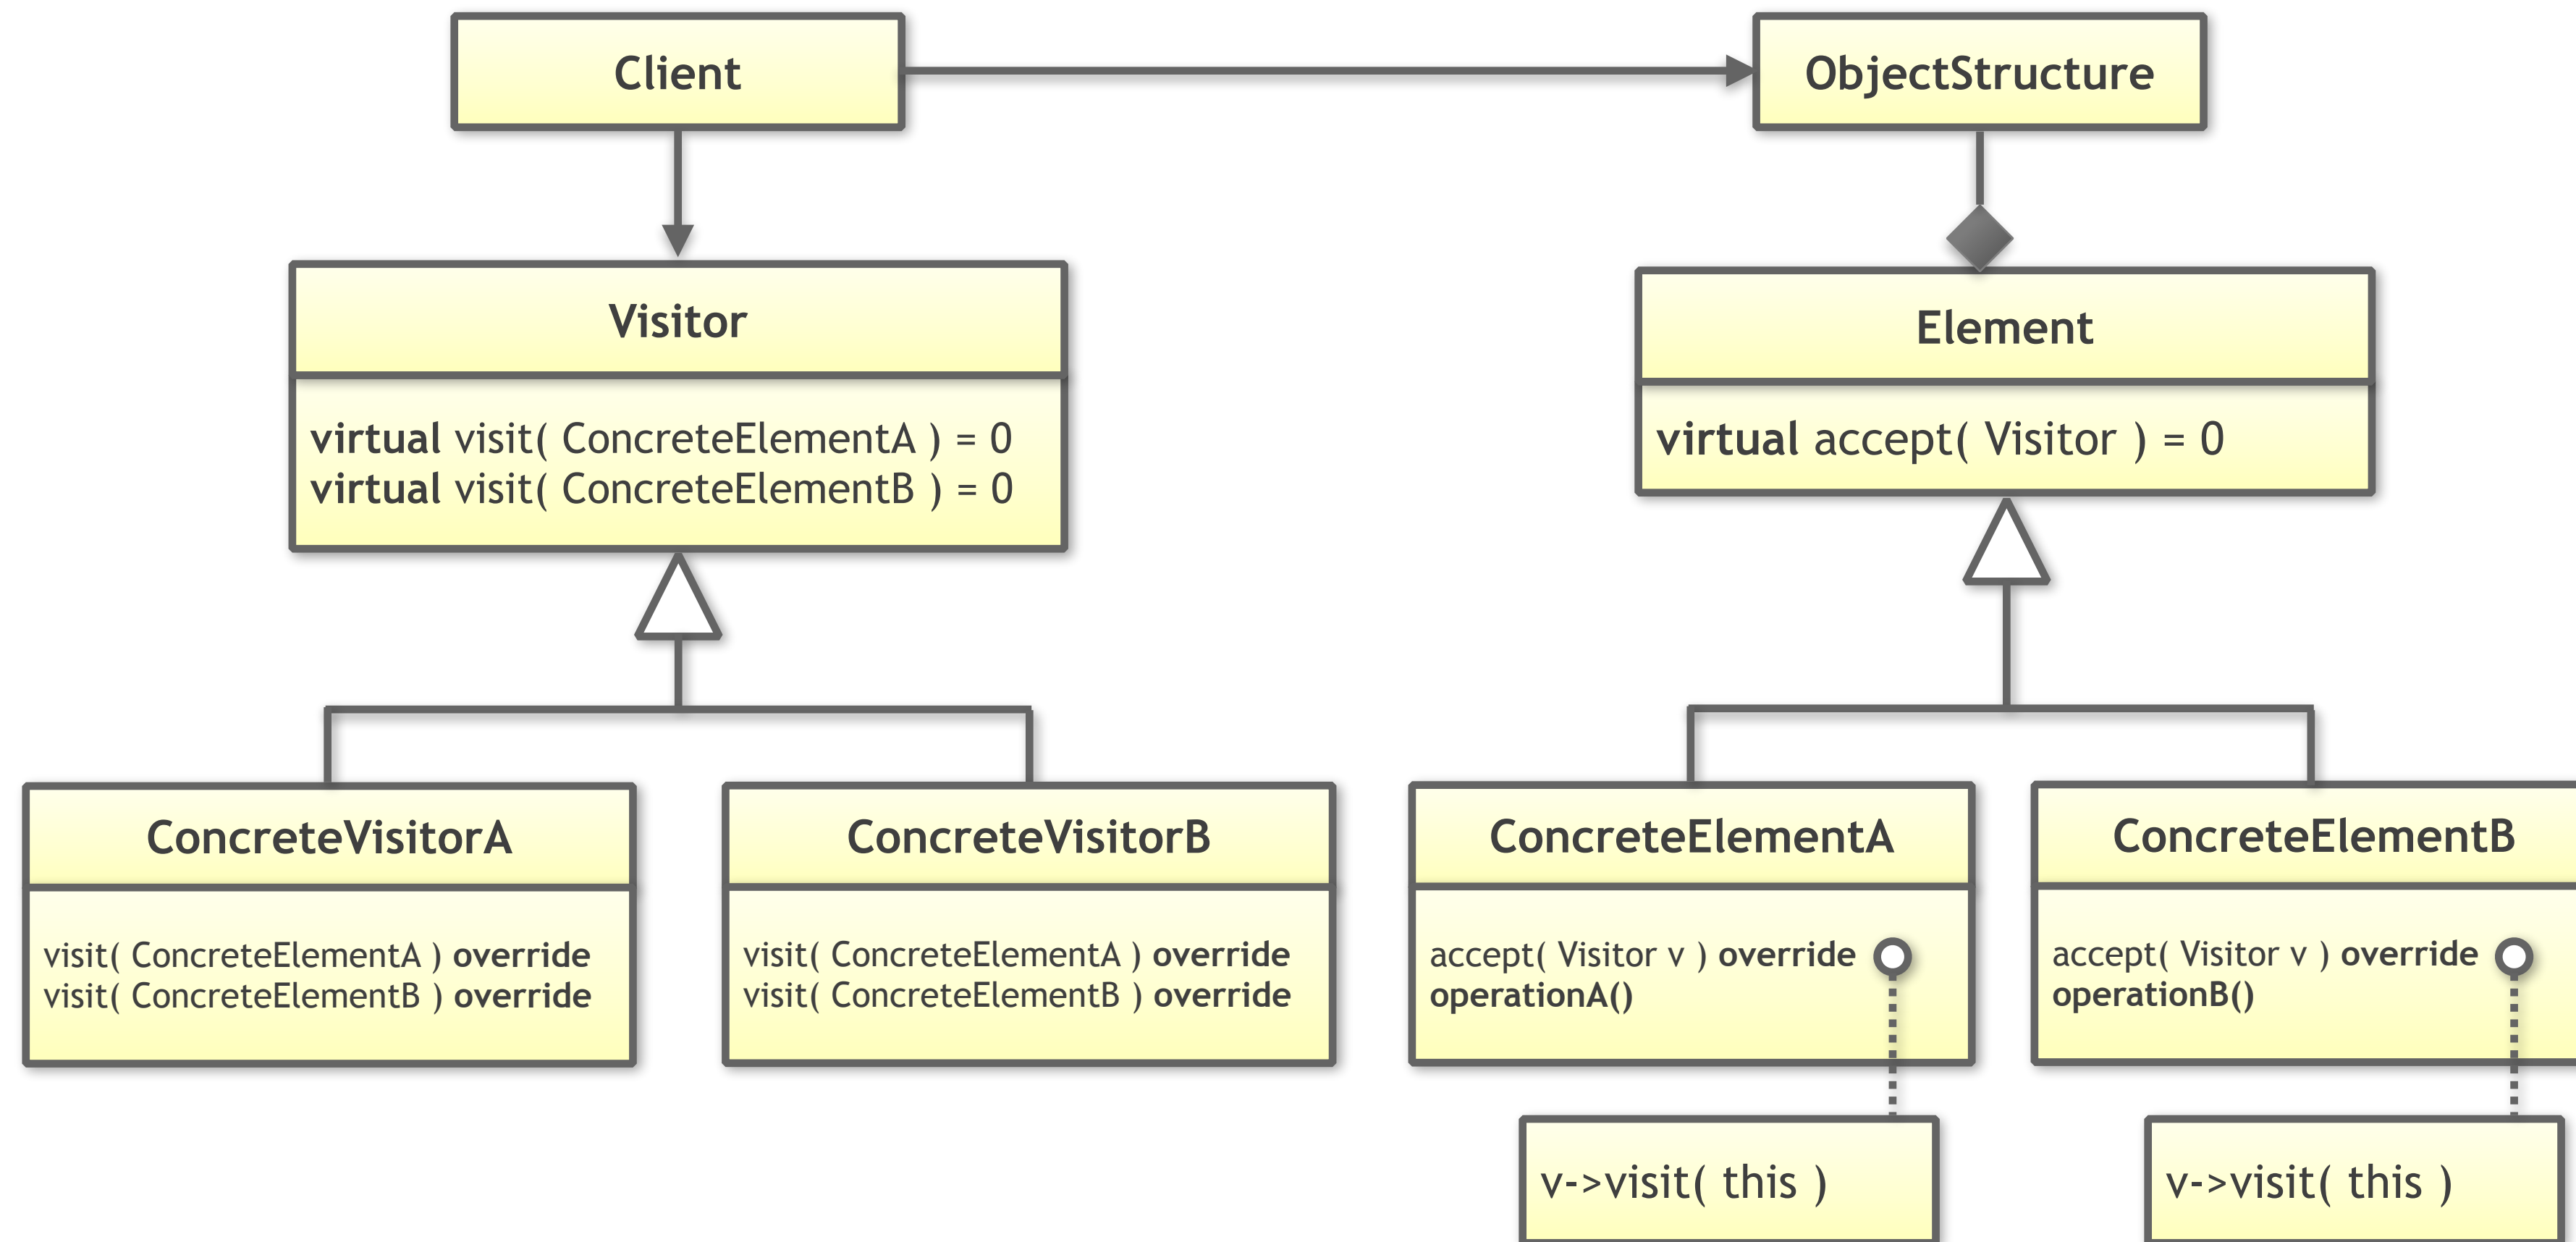 Client
ObjectStructure
Visitor
virtual visit( ConcreteElementA ) = 0
virtual visit( ConcreteElementB ) = 0
Element
virtual accept( Visitor ) = 0
ConcreteVisitorA
visit( ConcreteElementA ) override
visit( ConcreteElementB ) override
ConcreteVisitorB
visit( ConcreteElementA ) override
visit( ConcreteElementB ) override
ConcreteElementA
accept( Visitor v ) override
operationA()
ConcreteElementB
accept( Visitor v ) override
operationB()
v->visit( this )
v->visit( this )